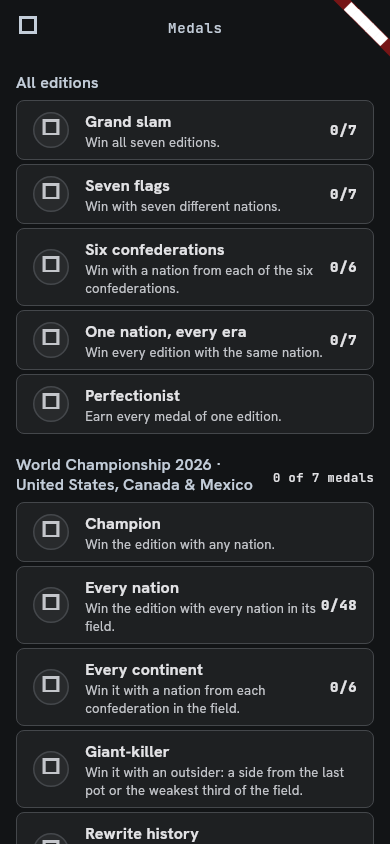 Medals
All editions
Grand slam
Win all seven editions.
0/7
Seven flags
Win with seven different nations.
0/7
Six confederations
Win with a nation from each of the six
confederations.
0/6
One nation, every era
Win every edition with the same nation.
0/7
Perfectionist
Earn every medal of one edition.
World Championship 2026 ·
United States, Canada & Mexico
0 of 7 medals
Champion
Win the edition with any nation.
Every nation
Win the edition with every nation in its
field.
0/48
Every continent
Win it with a nation from each
confederation in the field.
0/6
Giant-killer
Win it with an outsider: a side from the last
pot or the weakest third of the field.
Rewrite history